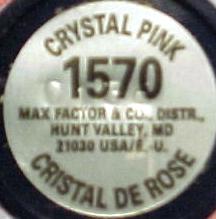 CRYSTAL PINK
1570
MAX FACTOR & CO., DISTR.,
HUNT VALLEY, MD
21030 USA/E.-U.
CRISTAL DE ROSE